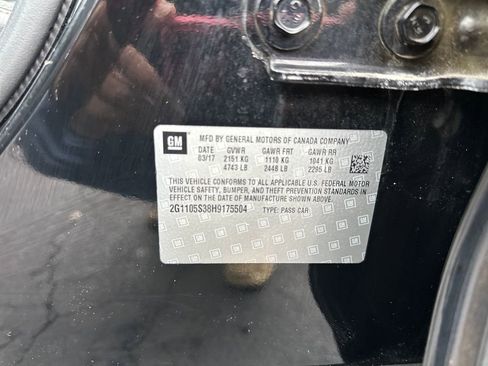 GM
MFD BY GENERAL MOTORS OF CANADA COMPANY
DATE GVWR GAWR FRT GAWR RR
03/17 2151 KG 1110 KG 1041 KG
4743 LB 2448 LB 2295 LB
THIS VEHICLE CONFORMS TO ALL APPLICABLE U.S. FEDERAL MOTOR
VEHICLE SAFETY, BUMPER, AND THEFT PREVENTION STANDARDS IN
EFFECT ON THE DATE OF MANUFACTURE SHOWN ABOVE.
2G1105S38H9175504 TYPE: PASS CAR